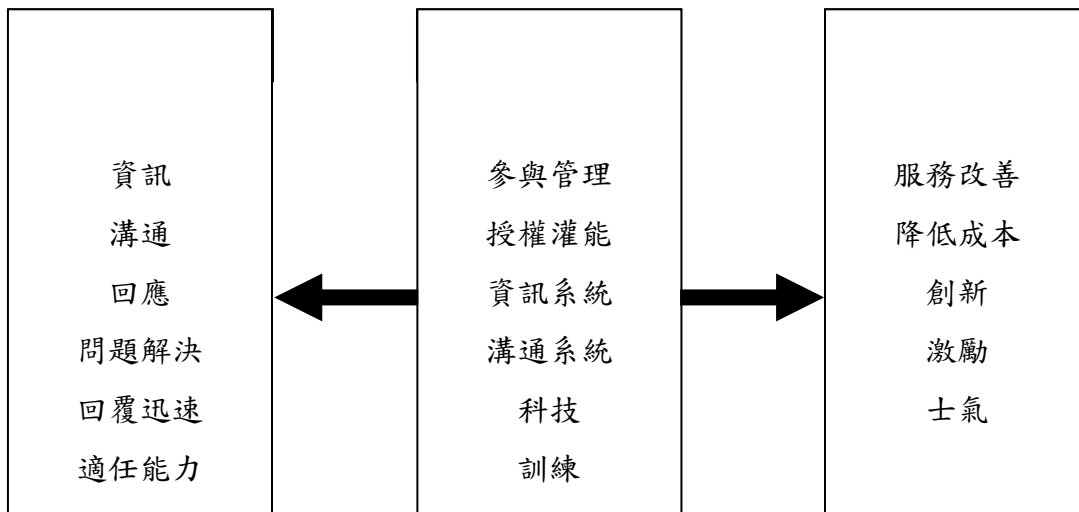 資訊
溝通
回應
問題解決
回覆迅速
適任能力
參與管理
授權灌能
資訊系統
溝通系統
科技
訓練
服務改善
降低成本
創新
激勵
士氣